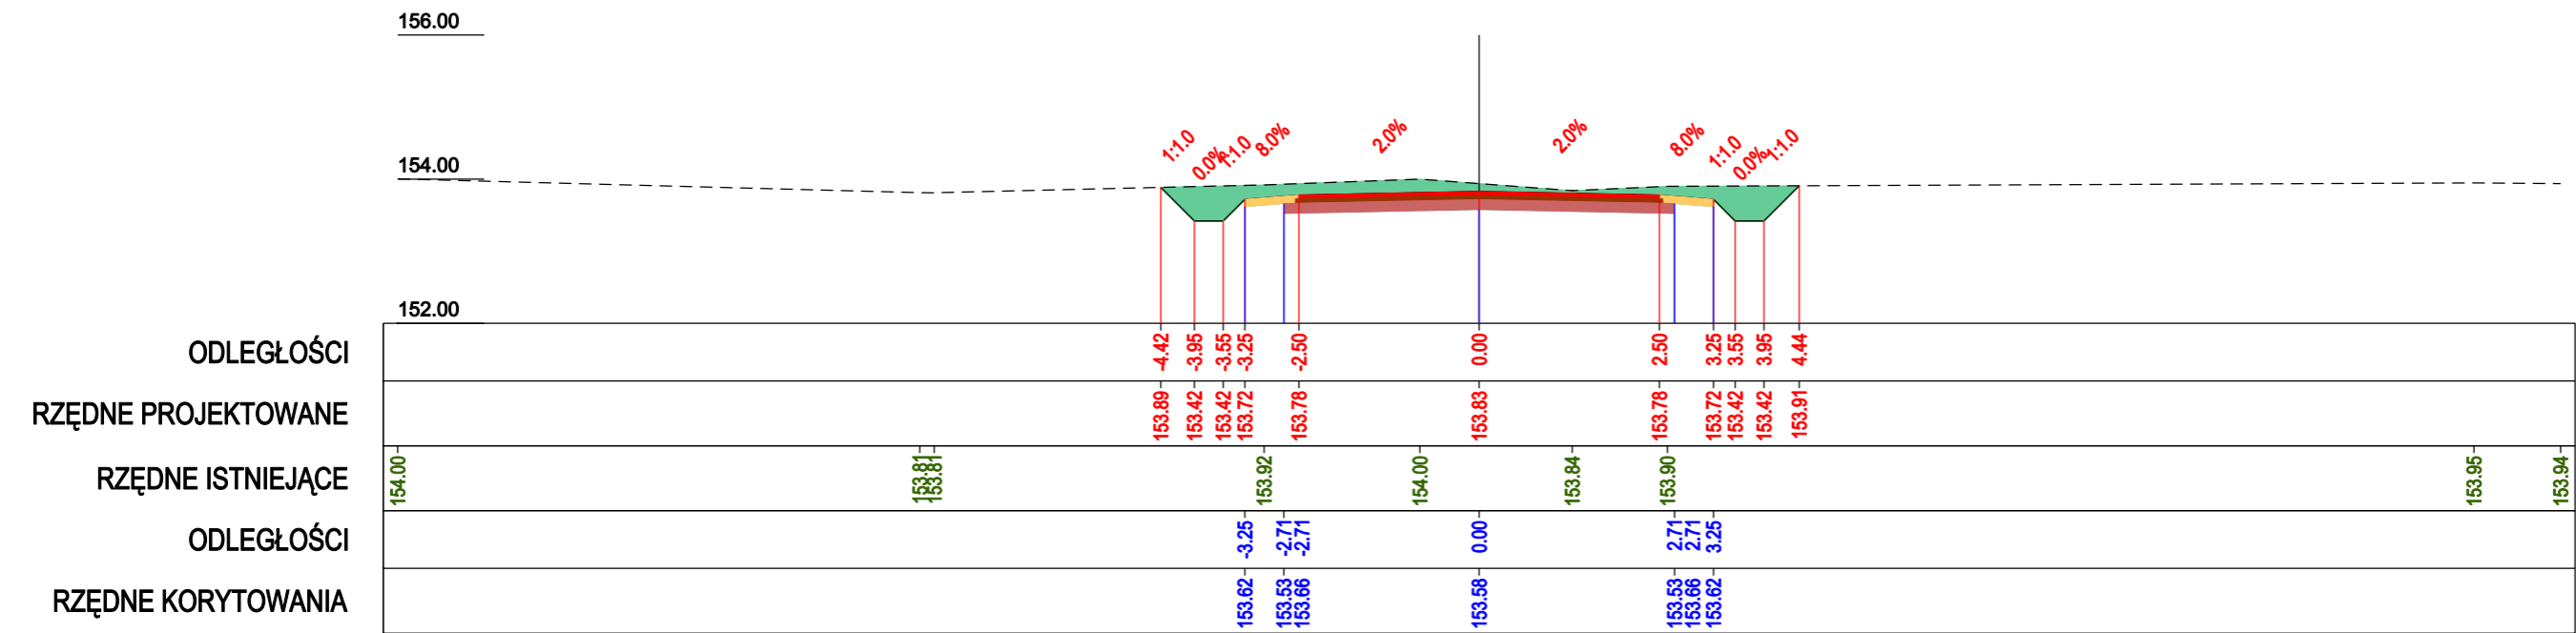 156.00
154.00
152.00
1:1.0 0.0% 1:1.0 8.0% 2.0% 2.0% 8.0% 1:1.0 0.0% 1:1.0
ODLEGŁOŚCI -4.42 -3.95 -3.55 -3.25 -2.50 0.00 2.50 3.25 3.55 3.95 4.44
RZĘDNE PROJEKTOWANE 153.89 153.42 153.42 153.72 153.78 153.83 153.78 153.72 153.42 153.42 153.91
RZĘDNE ISTNIEJĄCE 154.00 153.81 153.81 153.92 154.00 153.84 153.90 153.95 153.94
ODLEGŁOŚCI -3.25 -2.71 -2.71 0.00 2.71 2.71 3.25
RZĘDNE KORYTOWANIA 153.62 153.53 153.66 153.58 153.53 153.66 153.62